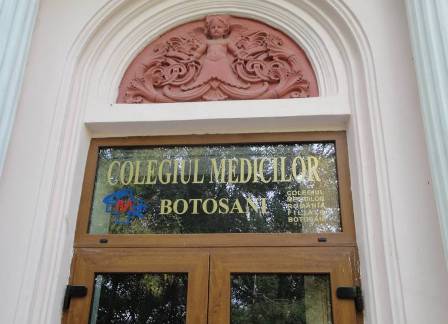 COLEGIUL MEDICILOR
BOTOSANI
COLEGIUL
MEDICILOR
ROMANIA
FILIALA
BOTOSANI